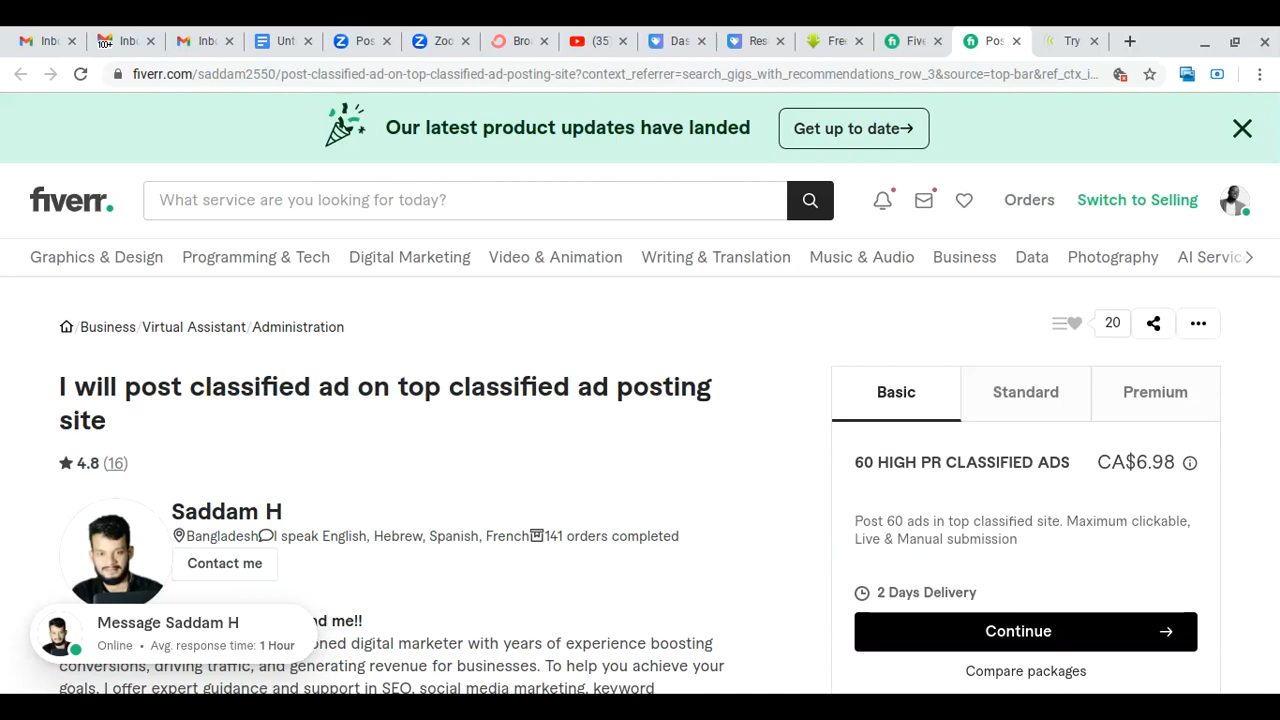 Inbo
10+
Inbo
Inbo
Unti
Pos
Zoo
Bro
(35)
Das
Res
Free
Five
Pos
Try
fiverr.com/saddam2550/post-classified-ad-on-top-classified-ad-posting-site?context_referrer=search_gigs_with_recommendations_row_3&source=top-bar&ref_ctx_i...
Our latest product updates have landed
Get up to date→
fiverr.
What service are you looking for today?
Orders
Switch to Selling
Graphics & Design
Programming & Tech
Digital Marketing
Video & Animation
Writing & Translation
Music & Audio
Business
Data
Photography
AI Servic
Business/Virtual Assistant/Administration
20
I will post classified ad on top classified ad posting
site
4.8 (16)
Saddam H
Bangladesh I speak English, Hebrew, Spanish, French 141 orders completed
Contact me
nd me!!
oned digital marketer with years of experience boosting
conversions, driving traffic, and generating revenue for businesses. To help you achieve your
goals, I offer expert guidance and support in SEO, social media marketing, keyword
Message Saddam H
Online • Avg. response time: 1 Hour
Basic
Standard
Premium
60 HIGH PR CLASSIFIED ADS
CA$6.98
Post 60 ads in top classified site. Maximum clickable,
Live & Manual submission
2 Days Delivery
Continue
Compare packages